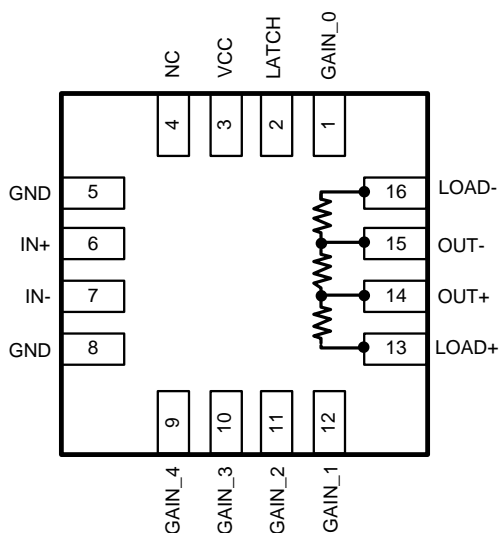 NC
VCC
LATCH
GAIN_0
4
3
2
1
GND
5
16
LOAD-
IN+
6
15
OUT-
IN-
7
14
OUT+
GND
8
13
LOAD+
9
10
11
12
GAIN_4
GAIN_3
GAIN_2
GAIN_1